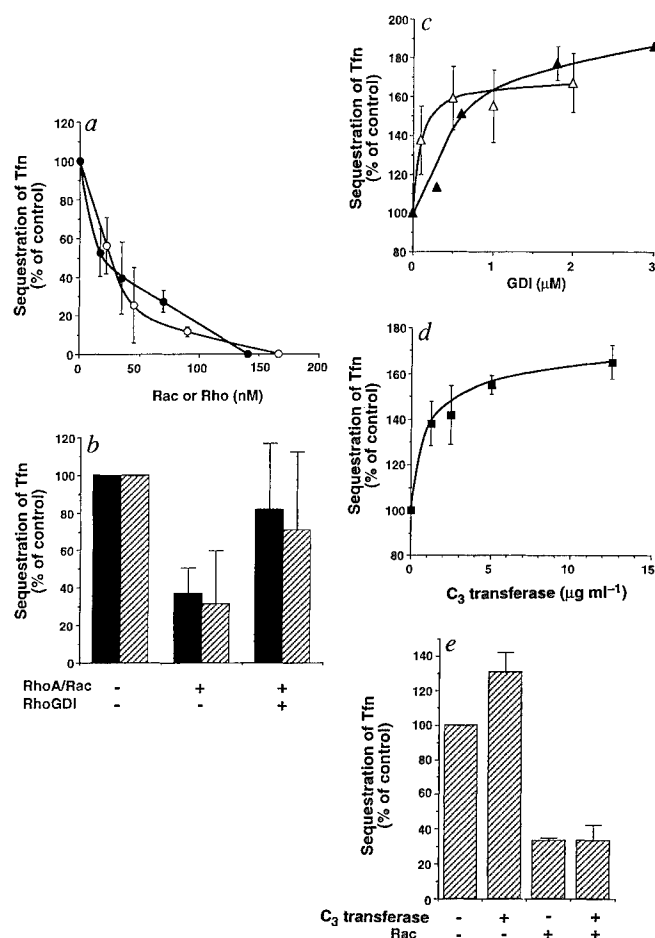 a
Sequestration of Tfn
(% of control)
120
100
80
60
40
20
0
0
50
100
150
200
Rac or Rho (nM)
b
Sequestration of Tfn
(% of control)
120
100
80
60
40
20
0
RhoA/Rac - + +
RhoGDI - - +
c
Sequestration of Tfn
(% of control)
200
180
160
140
120
100
80
0
1
2
3
GDI (μM)
d
Sequestration of Tfn
(% of control)
180
160
140
120
100
80
0
5
10
15
C3 transferase (μg ml⁻¹)
e
Sequestration of Tfn
(% of control)
140
120
100
80
60
40
20
0
C3 transferase - + - +
Rac - - + +